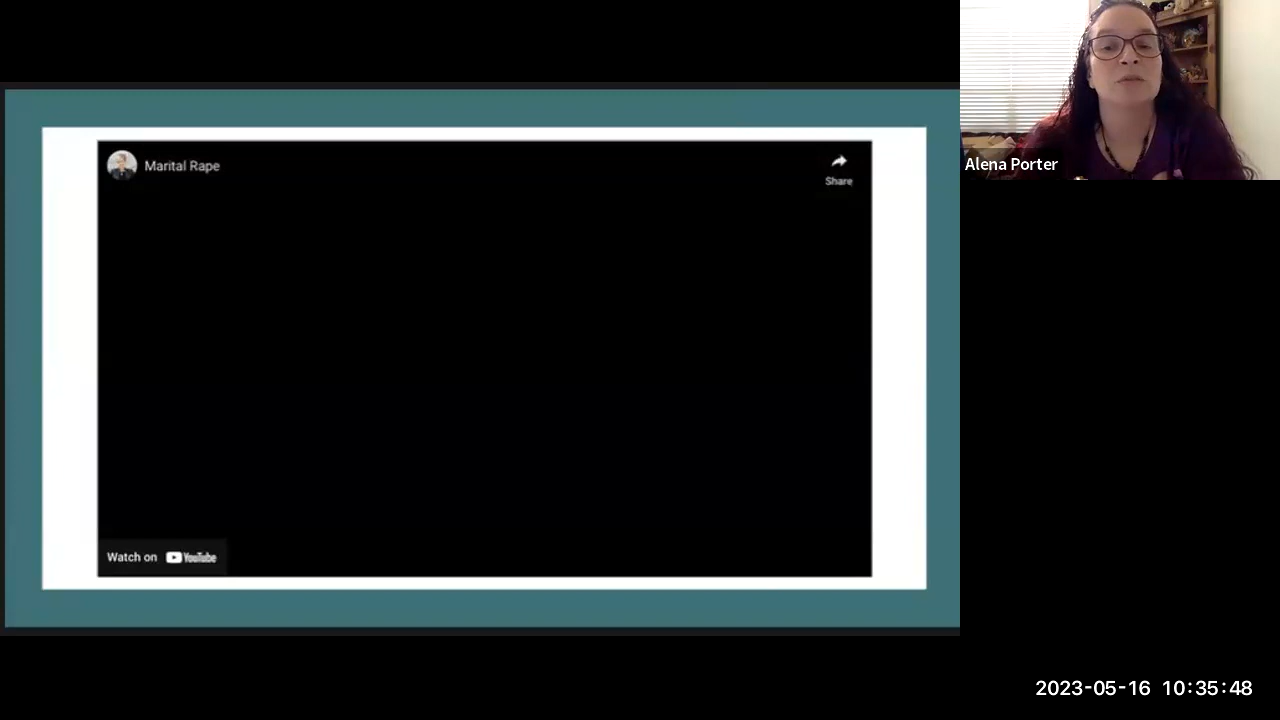 Marital Rape
Share
Alena Porter
Watch on YouTube
2023-05-16 10:35:48